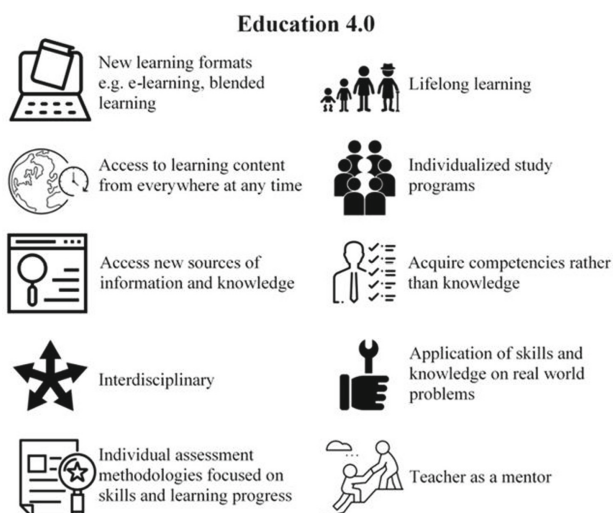 Education 4.0
New learning formats
e.g. e-learning, blended
learning
Lifelong learning
Access to learning content
from everywhere at any time
Individualized study
programs
Access new sources of
information and knowledge
Acquire competencies rather
than knowledge
Interdisciplinary
Application of skills and
knowledge on real world
problems
Individual assessment
methodologies focused on
skills and learning progress
Teacher as a mentor